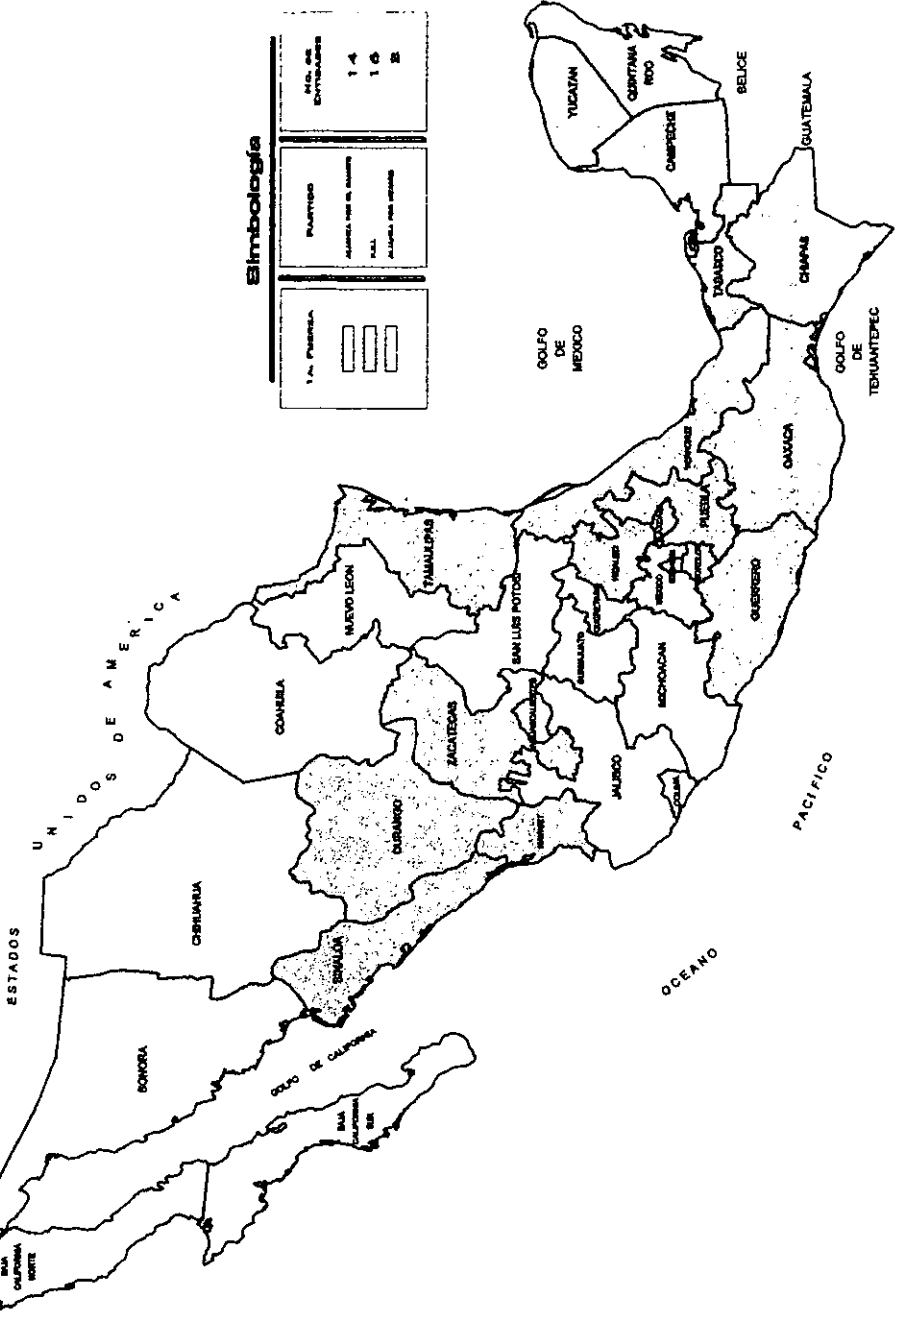 Simbología
1a. FUERZA
PARTIDO
NO. DE
ENTIDADES
ALIANZA POR EL CAMBIO
14
P.R.I.
16
ALIANZA POR MEXICO
2
ESTADOS
UNIDOS DE AMERICA
BAJA
CALIFORNIA
NORTE
SONORA
CHIHUAHUA
COAHUILA
NUEVO LEON
TAMAULIPAS
BAJA
CALIFORNIA
SUR
GOLFO DE CALIFORNIA
SINALOA
DURANGO
ZACATECAS
SAN LUIS POTOSI
NAYARIT
AGUASCALIENTES
JALISCO
GUANAJUATO
QUERETARO
HIDALGO
COLIMA
MICHOACAN
MEXICO
MORELOS
PUEBLA
VERACRUZ
GUERRERO
OAXACA
TABASCO
CHIAPAS
CAMPECHE
YUCATAN
QUINTANA
ROO
BELICE
GUATEMALA
GOLFO
DE
MEXICO
GOLFO
DE
TEHUANTEPEC
OCEANO
PACIFICO